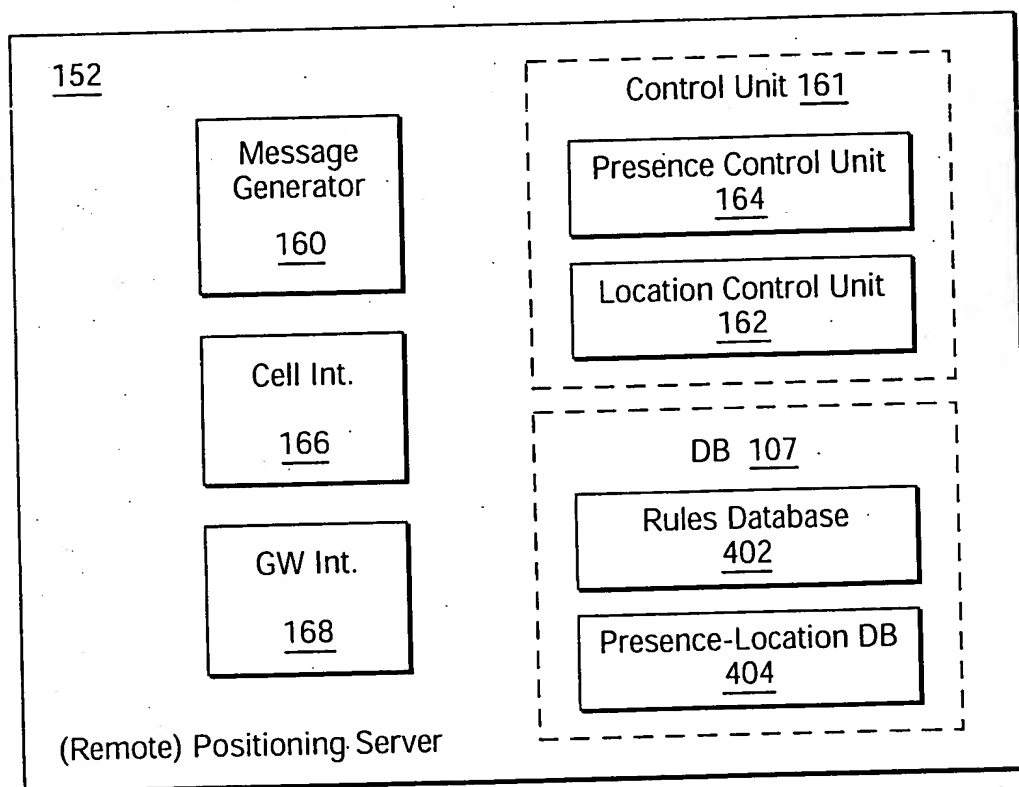 152
Message
Generator
160
Cell Int.
166
GW Int.
168
(Remote) Positioning Server
Control Unit 161
Presence Control Unit
164
Location Control Unit
162
DB 107
Rules Database
402
Presence-Location DB
404